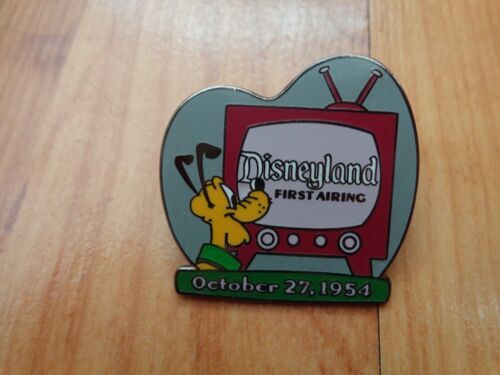 Disneyland
FIRST AIRING
October 27, 1954